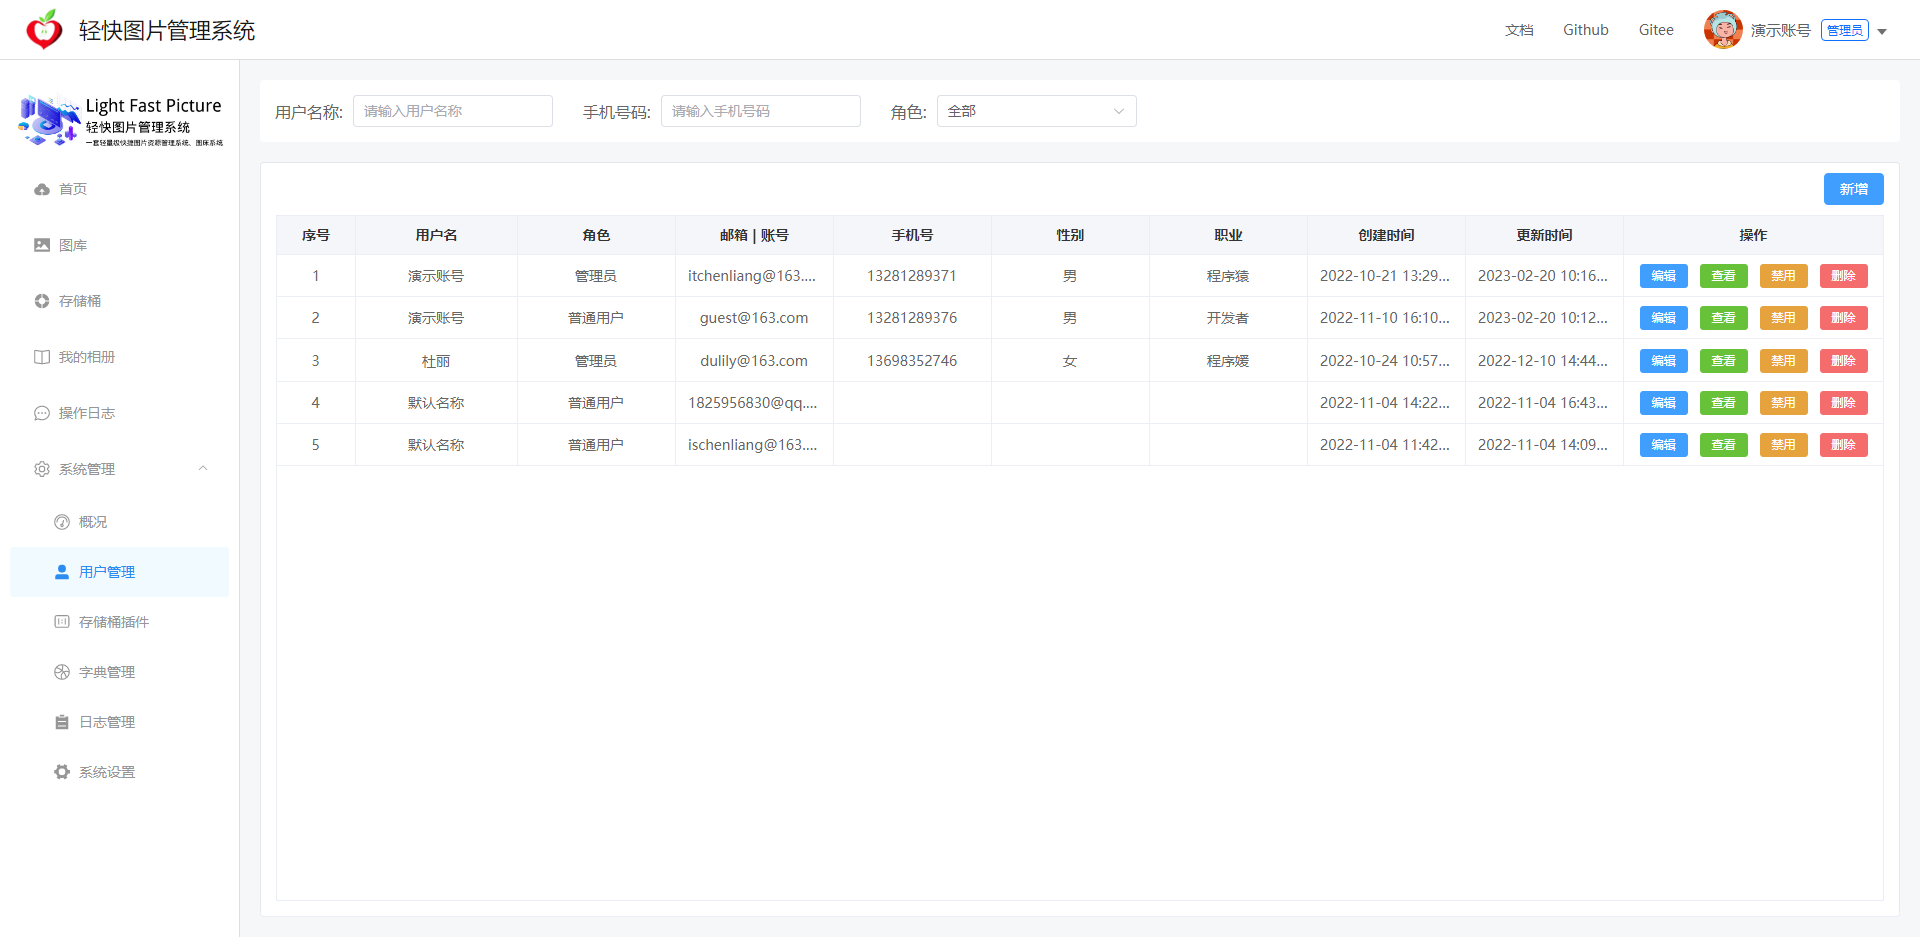 轻快图片管理系统
文档 Github Gitee 演示账号 管理员
Light Fast Picture
轻快图片管理系统
一套轻量级快捷图片资源管理系统、图床系统
首页
图库
存储桶
我的相册
操作日志
系统管理
概况
用户管理
存储桶插件
字典管理
日志管理
系统设置
用户名称: 请输入用户名称 手机号码: 请输入手机号码 角色: 全部
新增
序号 用户名 角色 邮箱 | 账号 手机号 性别 职业 创建时间 更新时间 操作
1 演示账号 管理员 itchenliang@163.... 13281289371 男 程序猿 2022-10-21 13:29... 2023-02-20 10:16... 编辑 查看 禁用 删除
2 演示账号 普通用户 guest@163.com 13281289376 男 开发者 2022-11-10 16:10... 2023-02-20 10:12... 编辑 查看 禁用 删除
3 杜丽 管理员 dulily@163.com 13698352746 女 程序媛 2022-10-24 10:57... 2022-12-10 14:44... 编辑 查看 禁用 删除
4 默认名称 普通用户 1825956830@qq.... 2022-11-04 14:22... 2022-11-04 16:43... 编辑 查看 禁用 删除
5 默认名称 普通用户 ischenliang@163.... 2022-11-04 11:42... 2022-11-04 14:09... 编辑 查看 禁用 删除